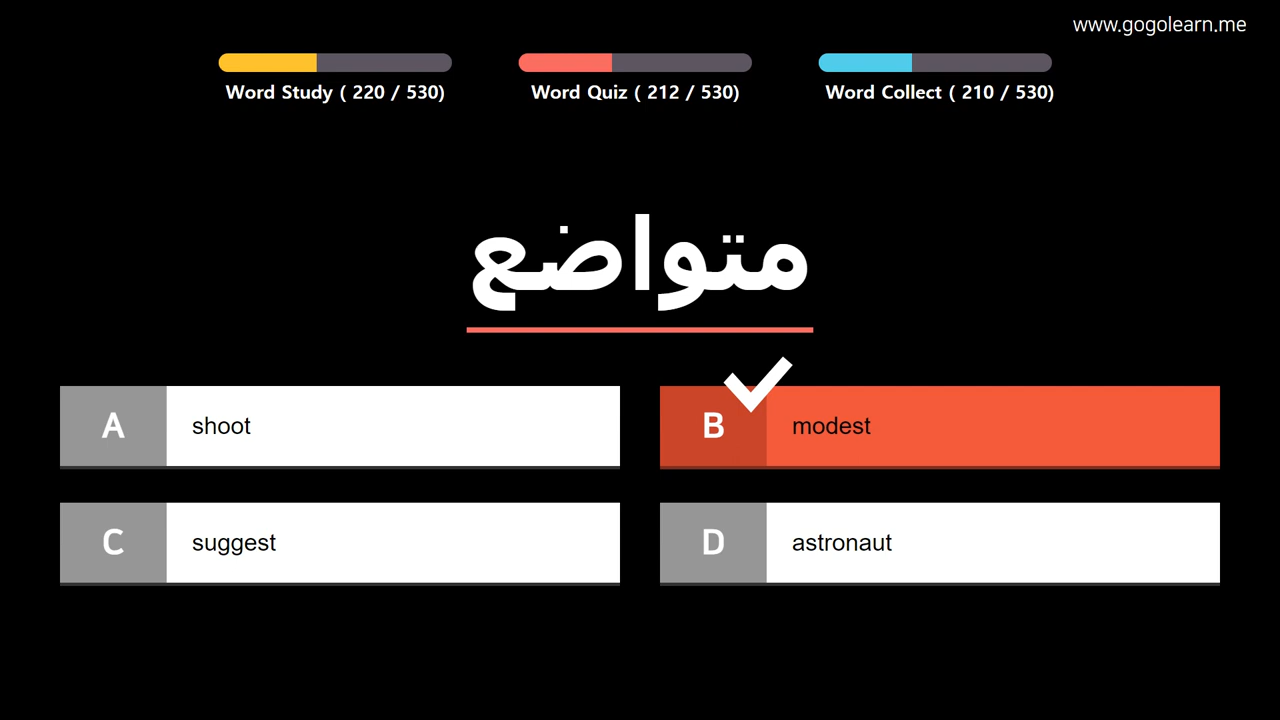 www.gogolearn.me
Word Study ( 220 / 530)
Word Quiz ( 212 / 530)
Word Collect ( 210 / 530)
متواضع
A shoot
B modest
C suggest
D astronaut